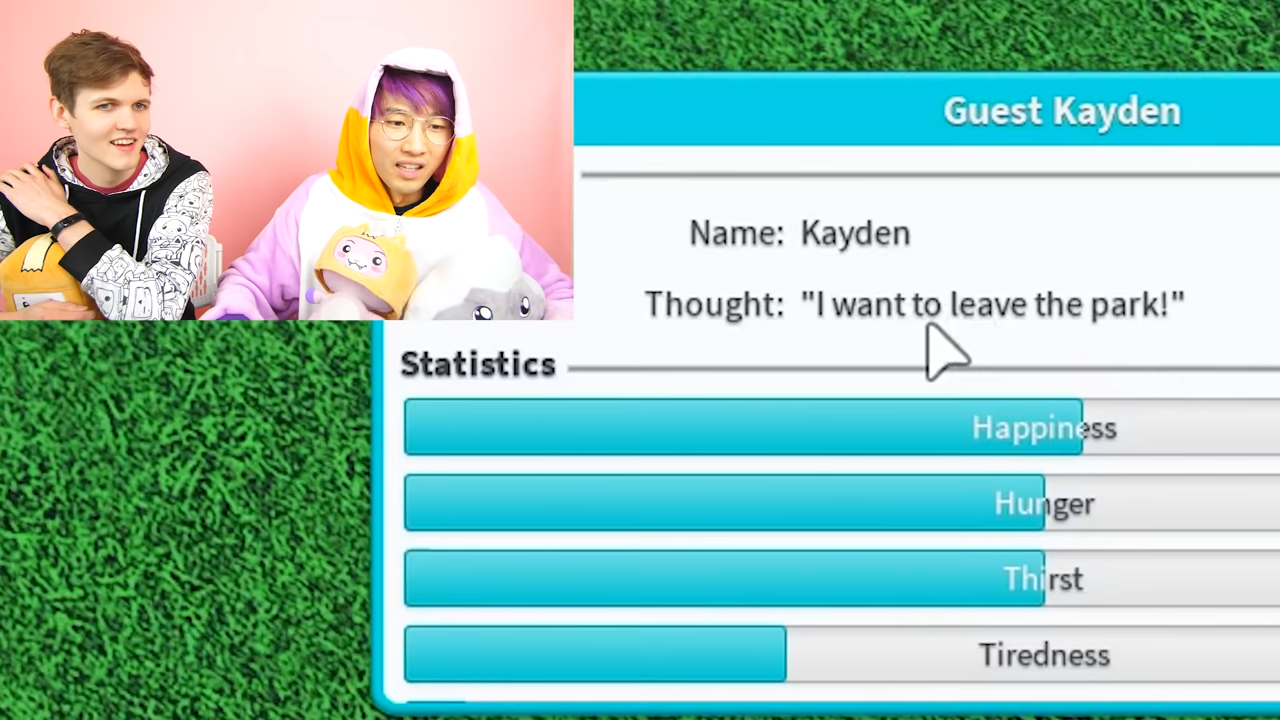 Guest Kayden
Name: Kayden
Thought: "I want to leave the park!"
Statistics
Happiness
Hunger
Thirst
Tiredness